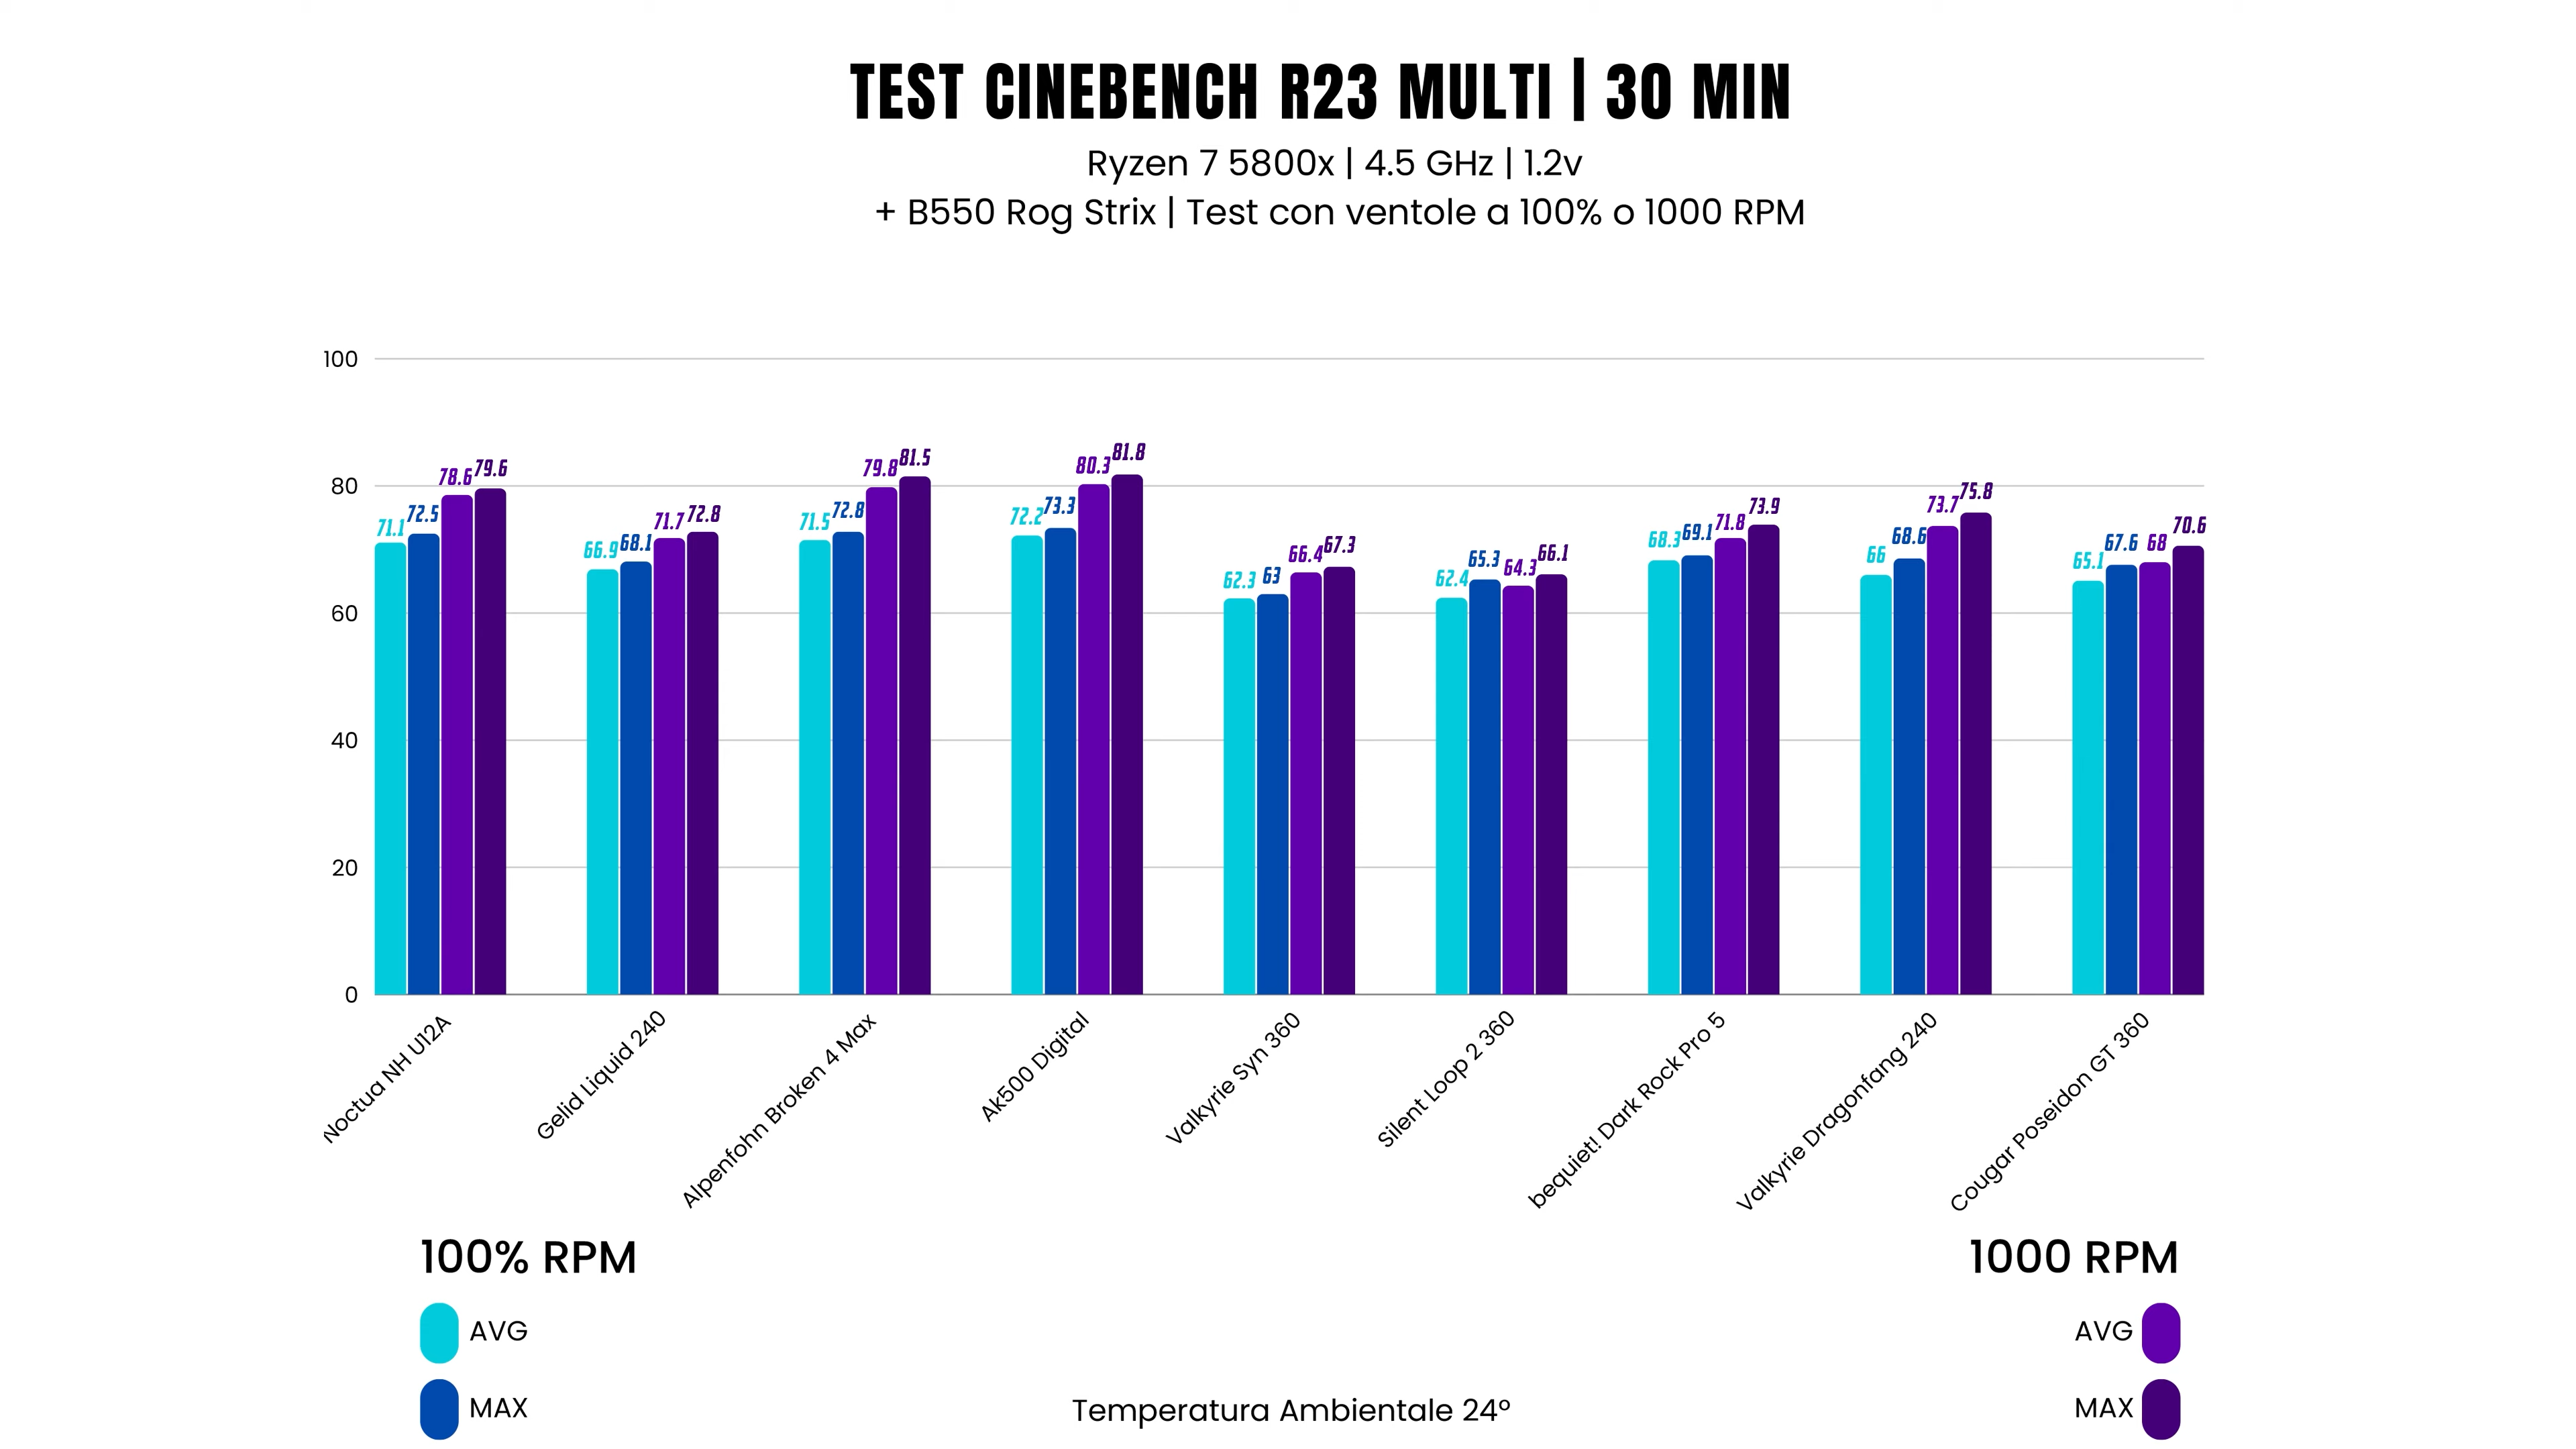 TEST CINEBENCH R23 MULTI | 30 MIN
Ryzen 7 5800x | 4.5 GHz | 1.2v
+ B550 Rog Strix | Test con ventole a 100% o 1000 RPM
100
80
60
40
20
0
71.1 72.5 78.6 79.6
66.9 68.1 71.7 72.8
71.5 72.8 79.8 81.5
72.2 73.3 80.3 81.8
62.3 63 66.4 67.3
62.4 65.3 64.3 66.1
68.3 69.1 71.8 73.9
66 68.6 73.7 75.8
65.1 67.6 68 70.6
Noctua NH U12A
Gelid Liquid 240
Alpenfohn Broken 4 Max
Ak500 Digital
Valkyrie Syn 360
Silent Loop 2 360
bequiet! Dark Rock Pro 5
Valkyrie Dragonfang 240
Cougar Poseidon GT 360
100% RPM
AVG
MAX
Temperatura Ambientale 24°
1000 RPM
AVG
MAX